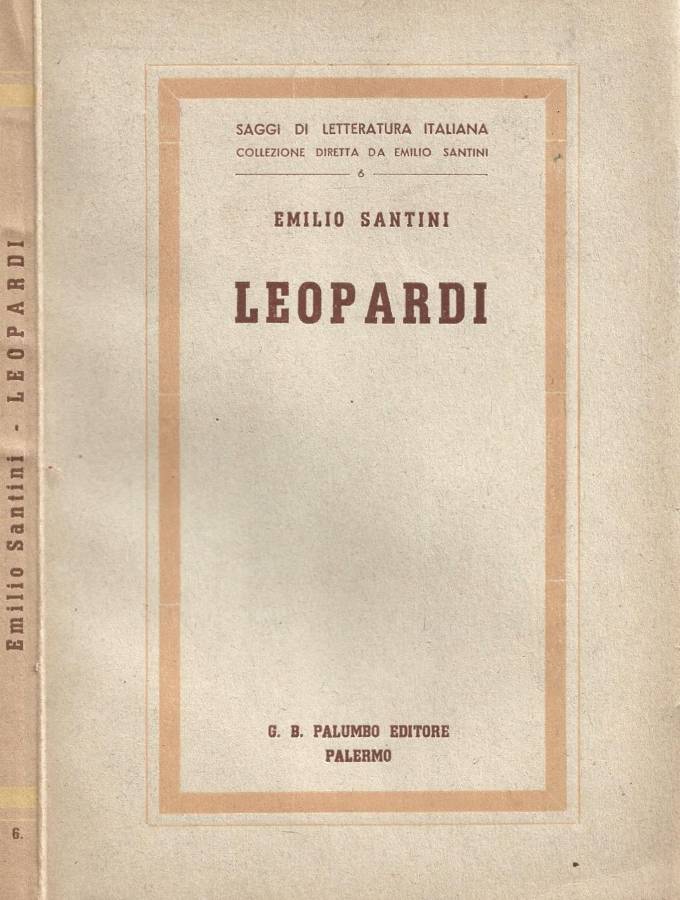 SAGGI DI LETTERATURA ITALIANA
COLLEZIONE DIRETTA DA EMILIO SANTINI
6
EMILIO SANTINI
LEOPARDI
G. B. PALUMBO EDITORE
PALERMO
Emilio Santini - LEOPARDI
6.